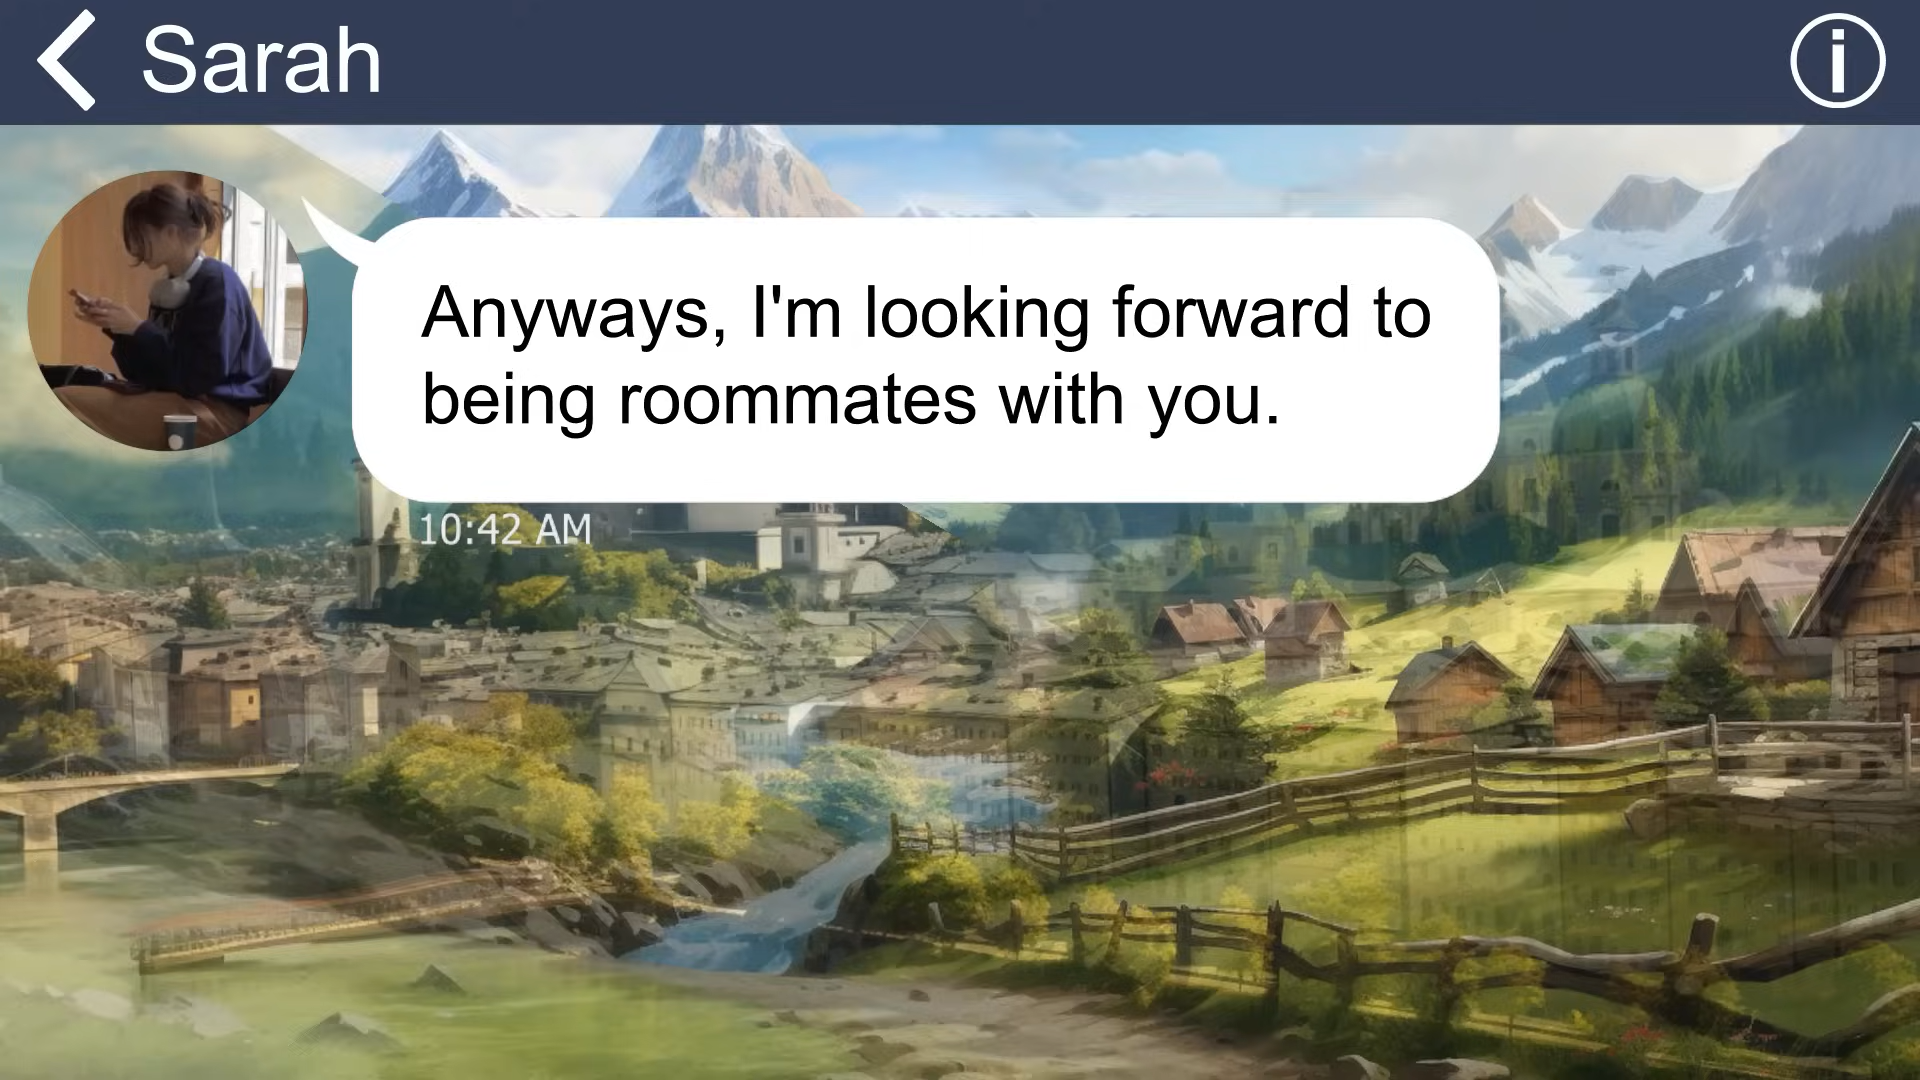 Sarah
Anyways, I'm looking forward to
being roommates with you.
10:42 AM